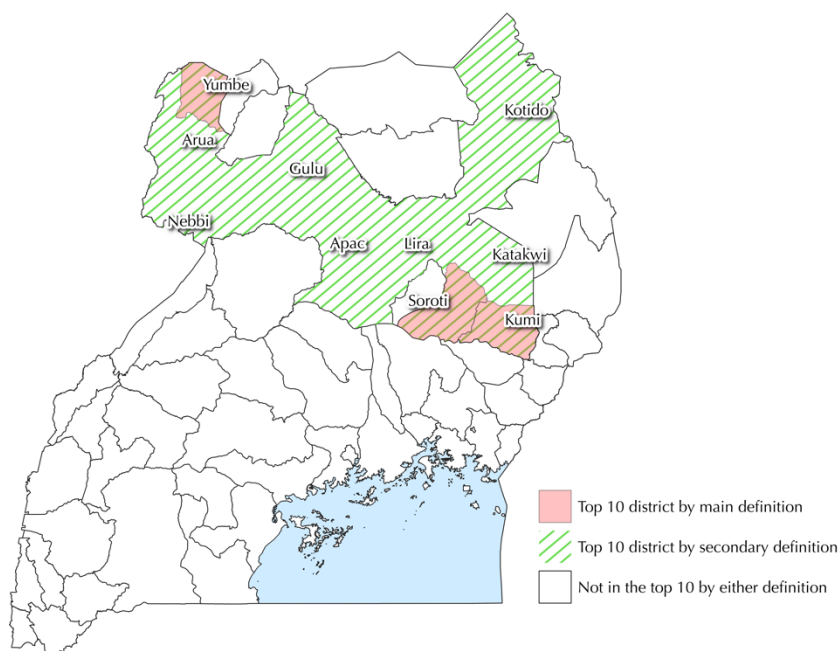 Yumbe
Kotido
Arua
Gulu
Nebbi
Apac
Lira
Katakwi
Soroti
Kumi
Top 10 district by main definition
Top 10 district by secondary definition
Not in the top 10 by either definition